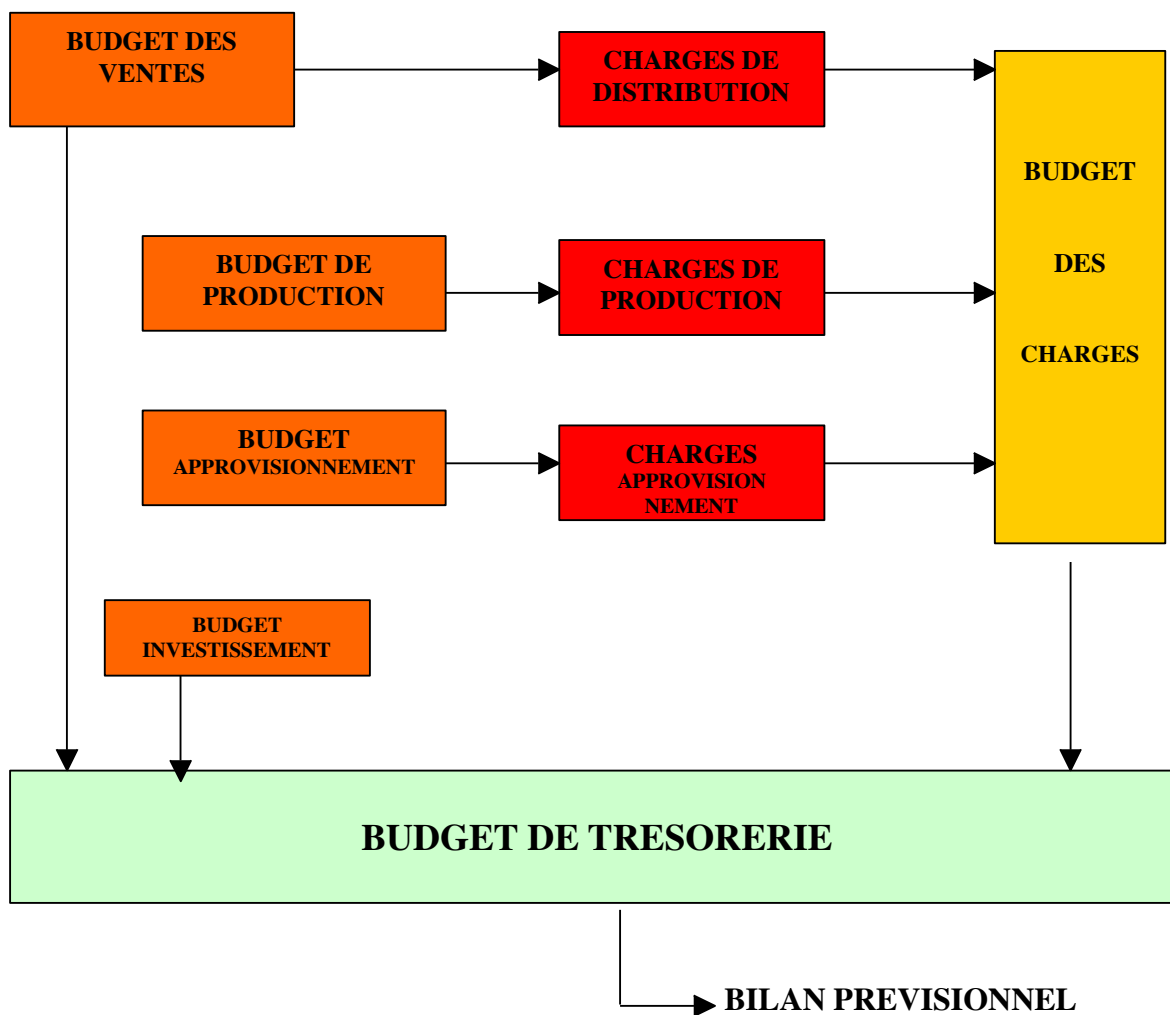 BUDGET DES
VENTES
CHARGES DE
DISTRIBUTION
BUDGET
DES
CHARGES
BUDGET DE
PRODUCTION
CHARGES DE
PRODUCTION
BUDGET
APPROVISIONNEMENT
CHARGES
APPROVISION
NEMENT
BUDGET
INVESTISSEMENT
BUDGET DE TRESORERIE
BILAN PREVISIONNEL